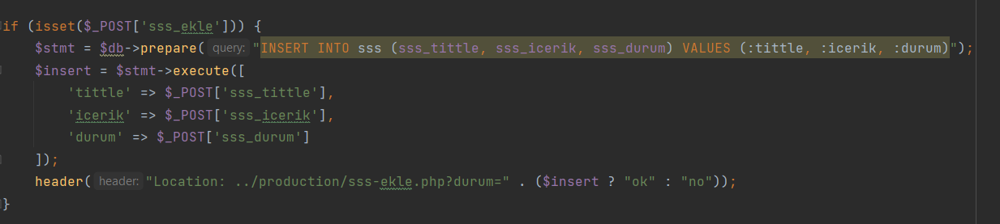 if (isset($_POST['sss_ekle'])) {
    $stmt = $db->prepare( query: "INSERT INTO sss (sss_tittle, sss_icerik, sss_durum) VALUES (:tittle, :icerik, :durum)");
    $insert = $stmt->execute([
        'tittle' => $_POST['sss_tittle'],
        'icerik' => $_POST['sss_icerik'],
        'durum' => $_POST['sss_durum']
    ]);
    header( header: "Location: ../production/sss-ekle.php?durum=" . ($insert ? "ok" : "no"));
}